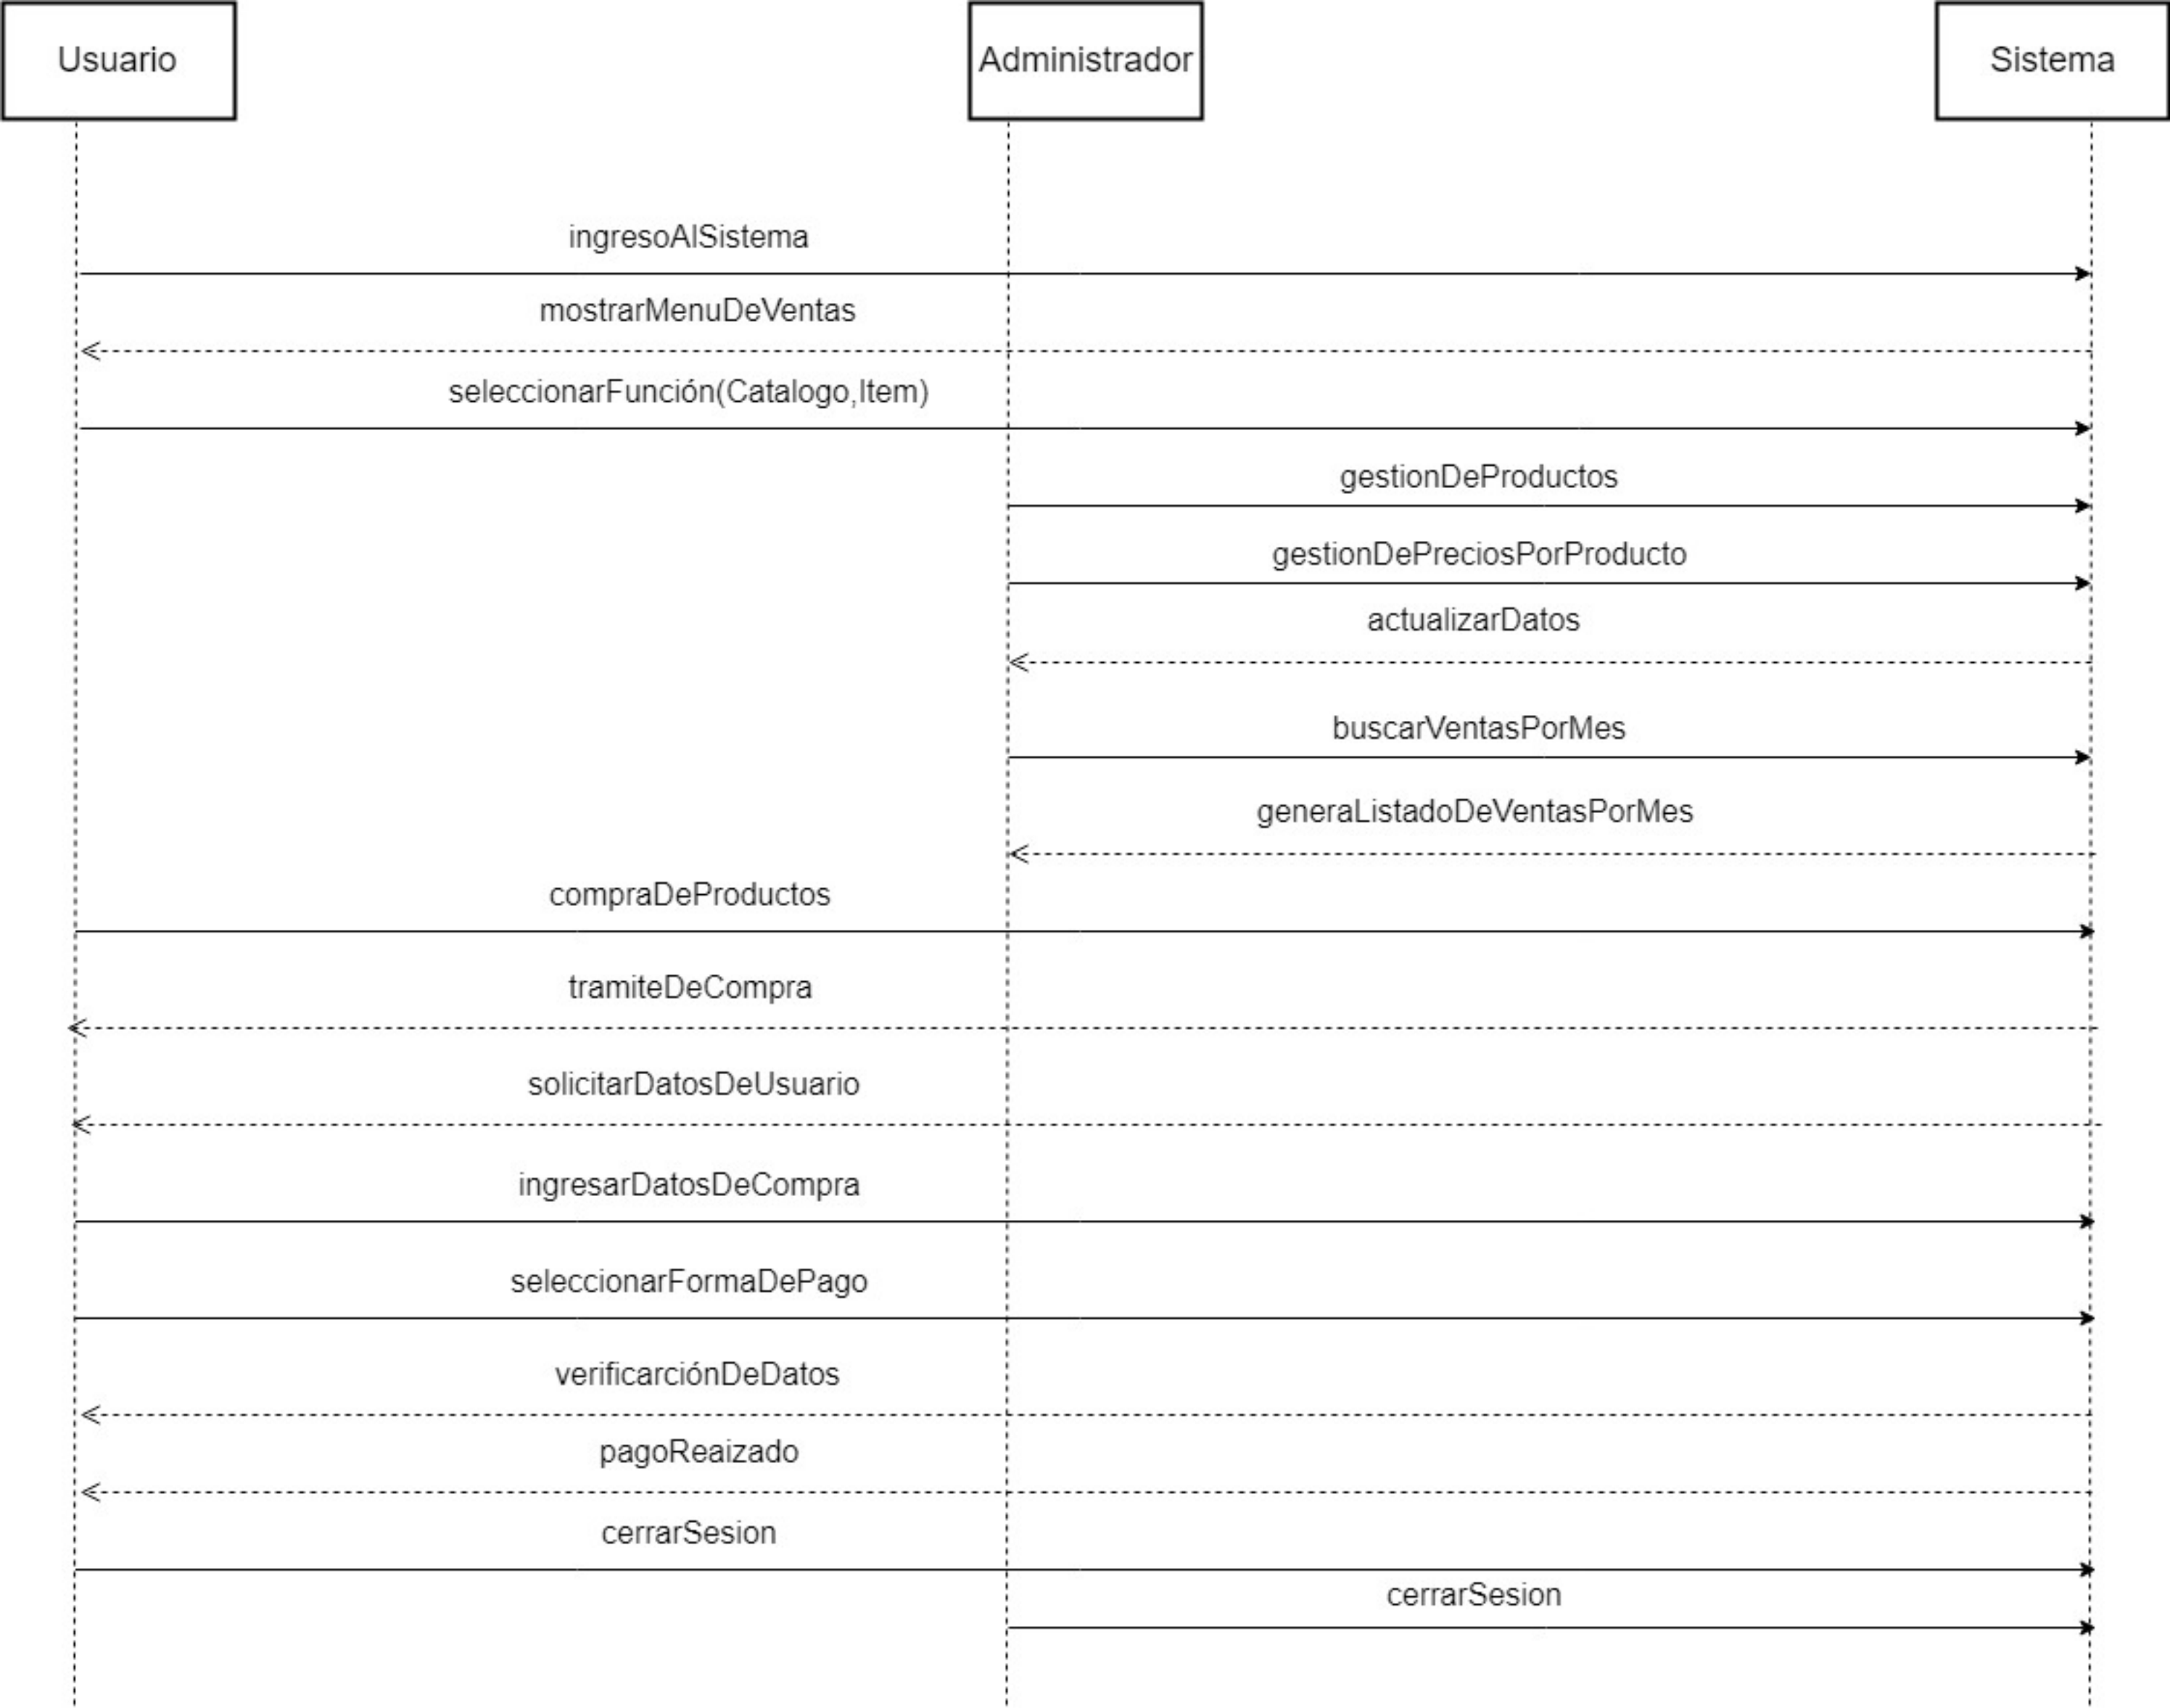 Usuario
Administrador
Sistema
ingresoAlSistema
mostrarMenuDeVentas
seleccionarFunción(Catalogo,Item)
gestionDeProductos
gestionDePreciosPorProducto
actualizarDatos
buscarVentasPorMes
generaListadoDeVentasPorMes
compraDeProductos
tramiteDeCompra
solicitarDatosDeUsuario
ingresarDatosDeCompra
seleccionarFormaDePago
verificarciónDeDatos
pagoReaizado
cerrarSesion
cerrarSesion